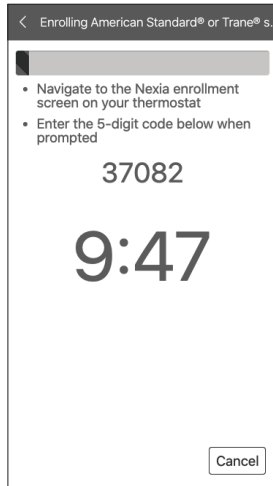 < Enrolling American Standard® or Trane® s...
• Navigate to the Nexia enrollment
screen on your thermostat
• Enter the 5-digit code below when
prompted
37082
9:47
Cancel